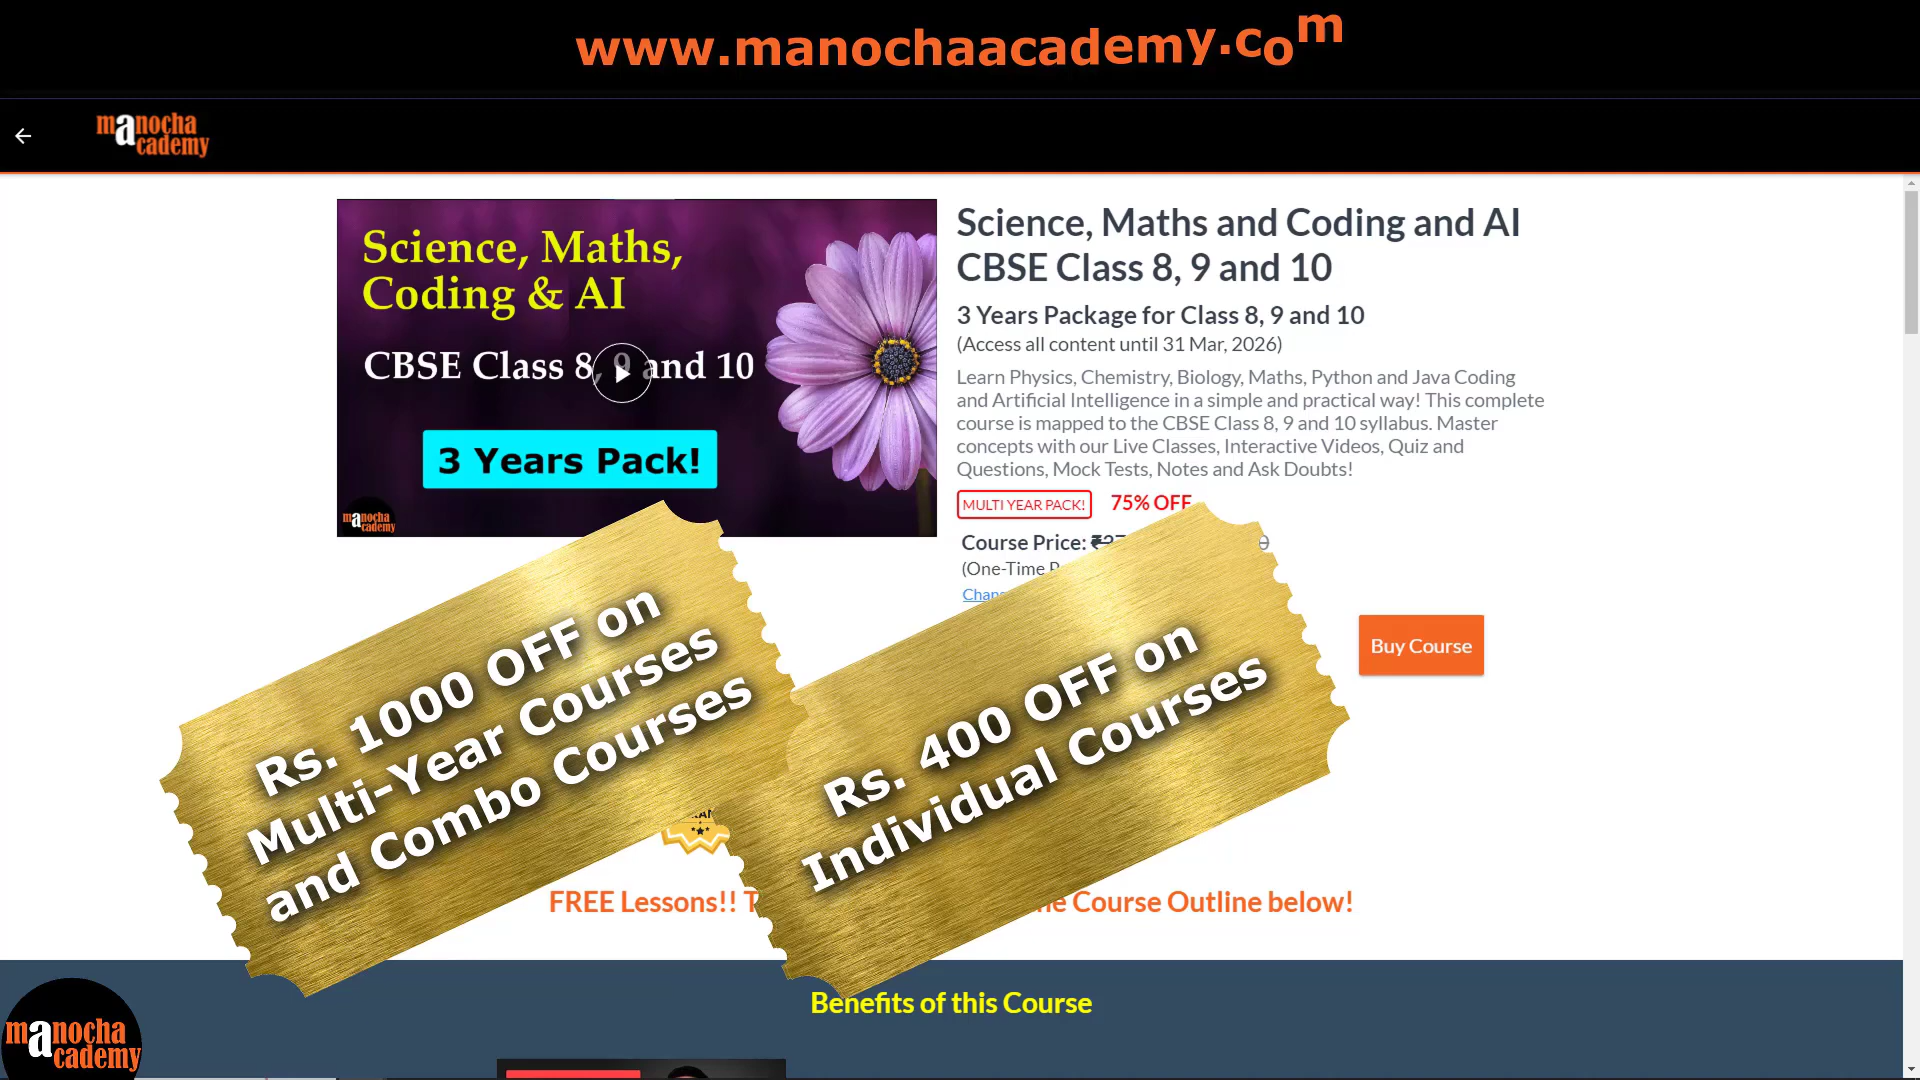 www.manochaacademy.com
manocha
academy
Science, Maths,
Coding & AI
CBSE Class 8, 9 and 10
3 Years Pack!
manocha
academy
Science, Maths and Coding and AI
CBSE Class 8, 9 and 10
3 Years Package for Class 8, 9 and 10
(Access all content until 31 Mar, 2026)
Learn Physics, Chemistry, Biology, Maths, Python and Java Coding
and Artificial Intelligence in a simple and practical way! This complete
course is mapped to the CBSE Class 8, 9 and 10 syllabus. Master
concepts with our Live Classes, Interactive Videos, Quiz and
Questions, Mock Tests, Notes and Ask Doubts!
MULTI YEAR PACK! 75% OFF
Course Price:
(One-Time
Buy Course
Rs. 1000 OFF on
Multi-Year Courses
and Combo Courses
Rs. 400 OFF on
Individual Courses
FREE Lessons!! Course Outline below!
Benefits of this Course
manocha
academy